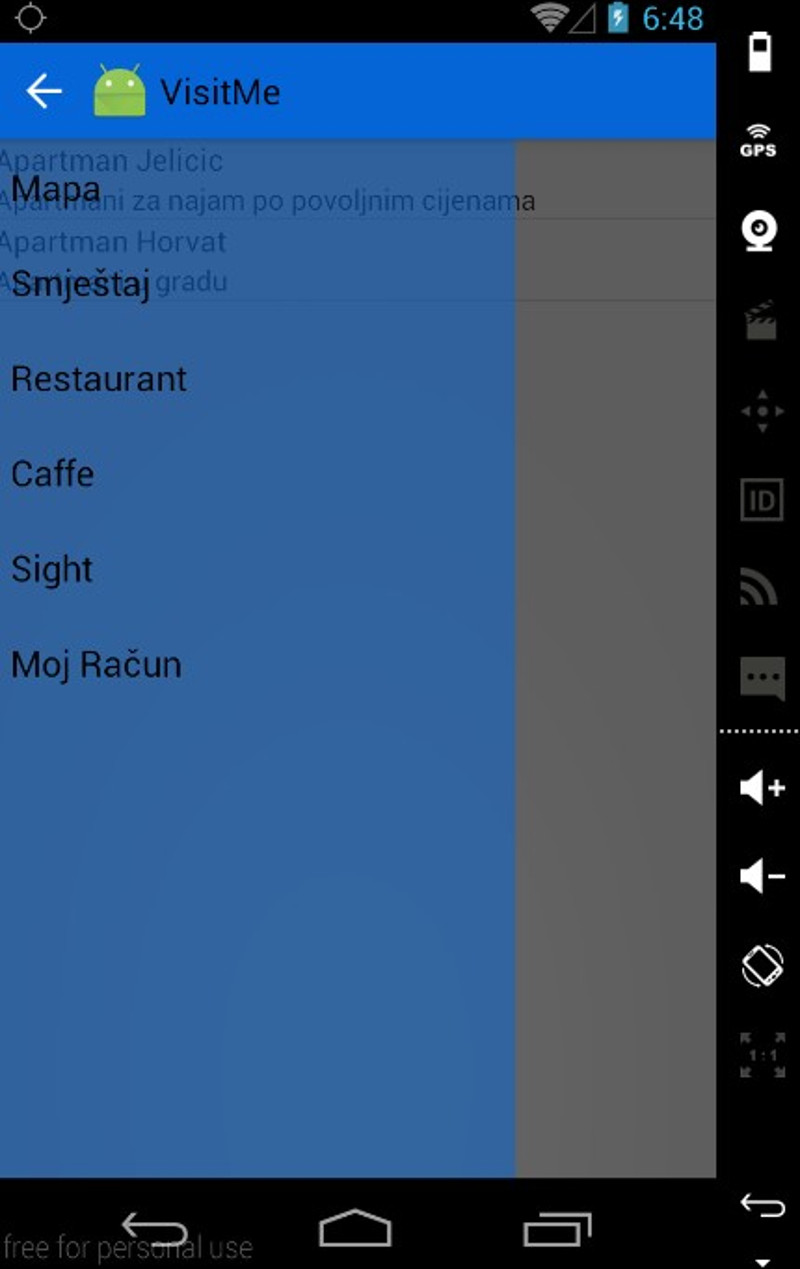 6:48
VisitMe
Apartman Jelicic
Mapa
Apartmani za najam po povoljnim cijenama
Apartman Horvat
Smještaj
gradu
Restaurant
Caffe
Sight
Moj Račun
free for personal use
GPS
ID
1:1